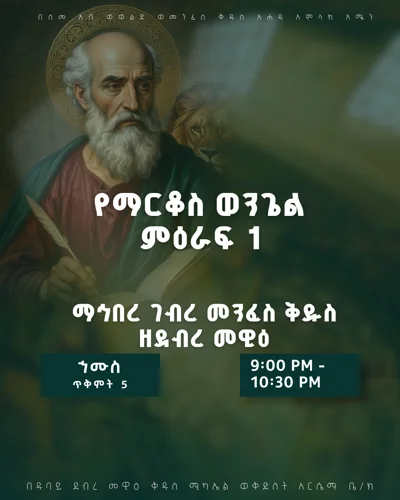 በስመ አብ ወወልድ ወመንፈስ ቅዱስ አሐዱ አምላክ አሜን
የማርቆስ ወንጌል
ምዕራፍ 1
ማኅበረ ገብረ መንፈስ ቅዱስ
ዘደብረ መዊዕ
ኀሙስ
ጥቅምት 5
9:00 PM -
10:30 PM
በዱባይ ደብረ መዋዕ ቅዱስ ሚካኤል ወቅድስት አርሴማ ቤ/ክ